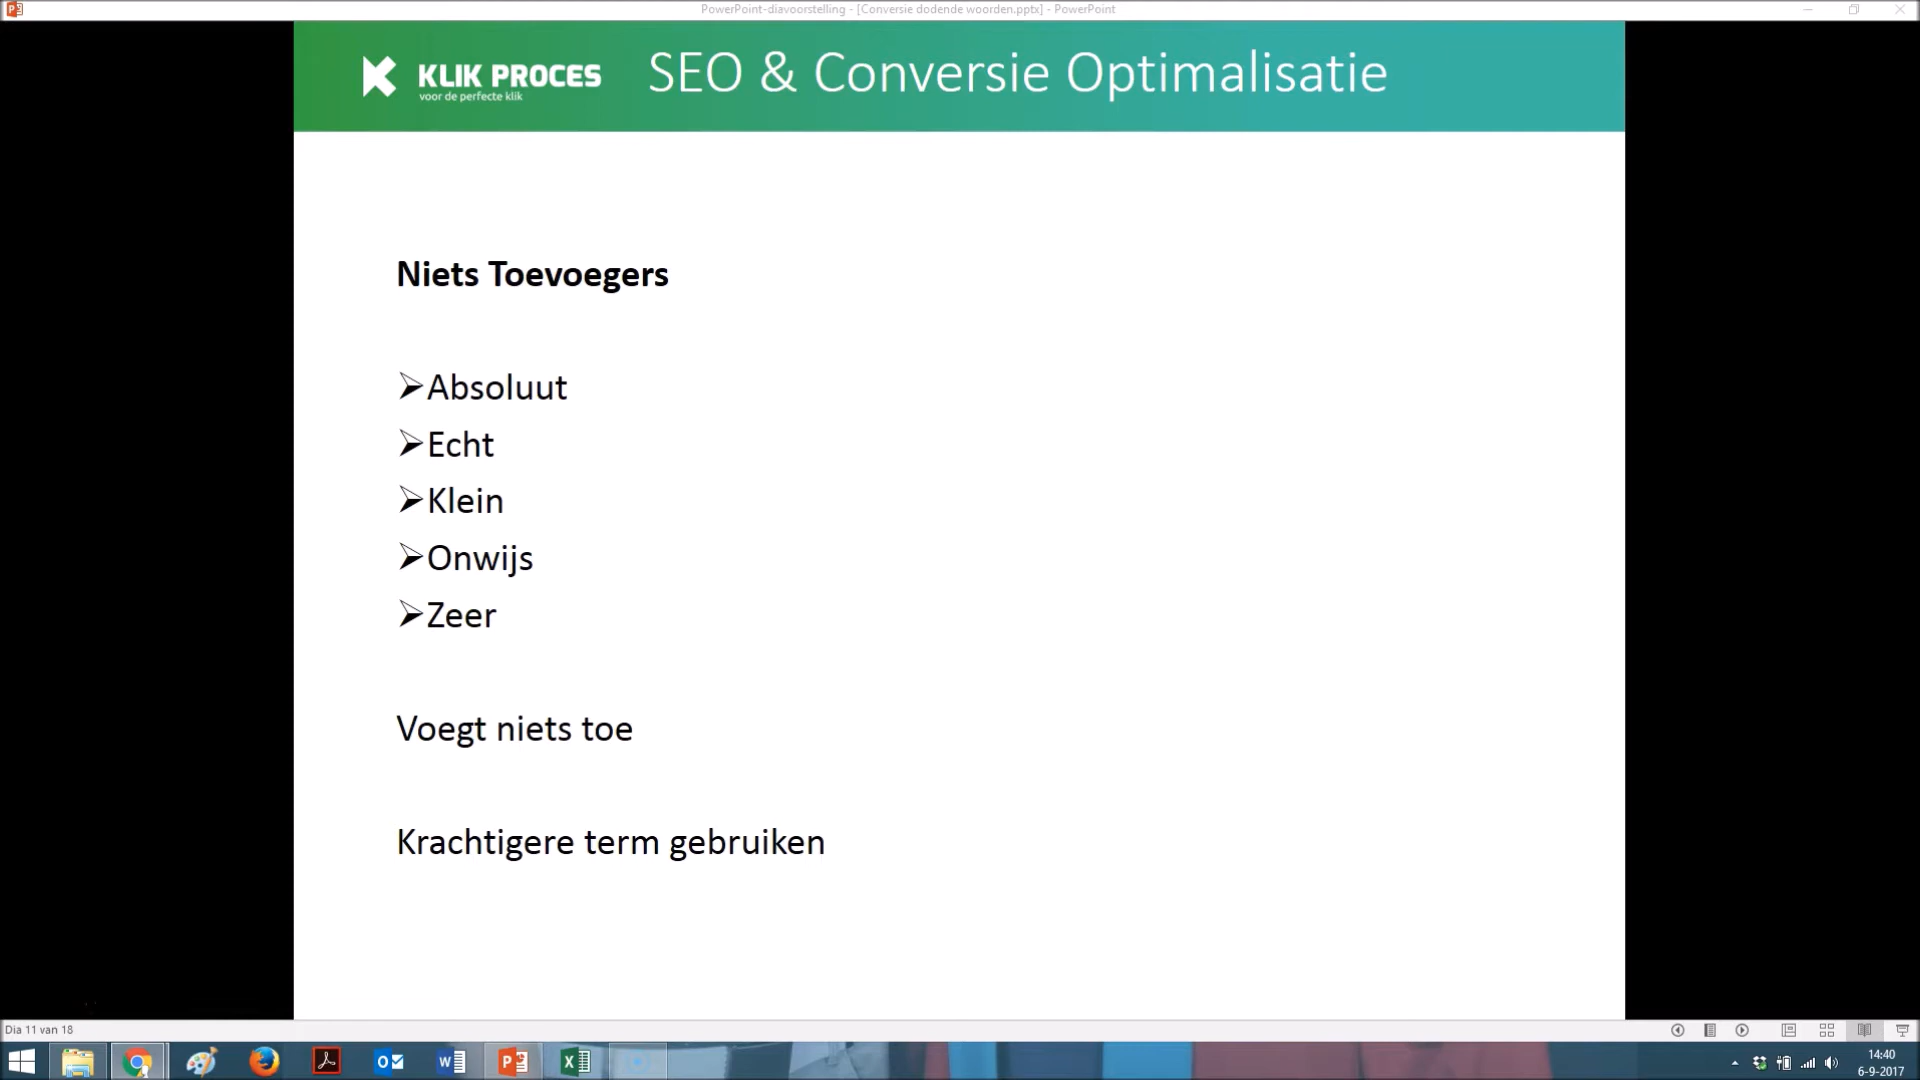 PowerPoint-diavoorstelling - [Conversie dodende woorden.pptx] - PowerPoint
KLIK PROCES
voor de perfecte klik
SEO & Conversie Optimalisatie
Niets Toevoegers
➢Absoluut
➢Echt
➢Klein
➢Onwijs
➢Zeer
Voegt niets toe
Krachtigere term gebruiken
Dia 11 van 18
14:40
6-9-2017